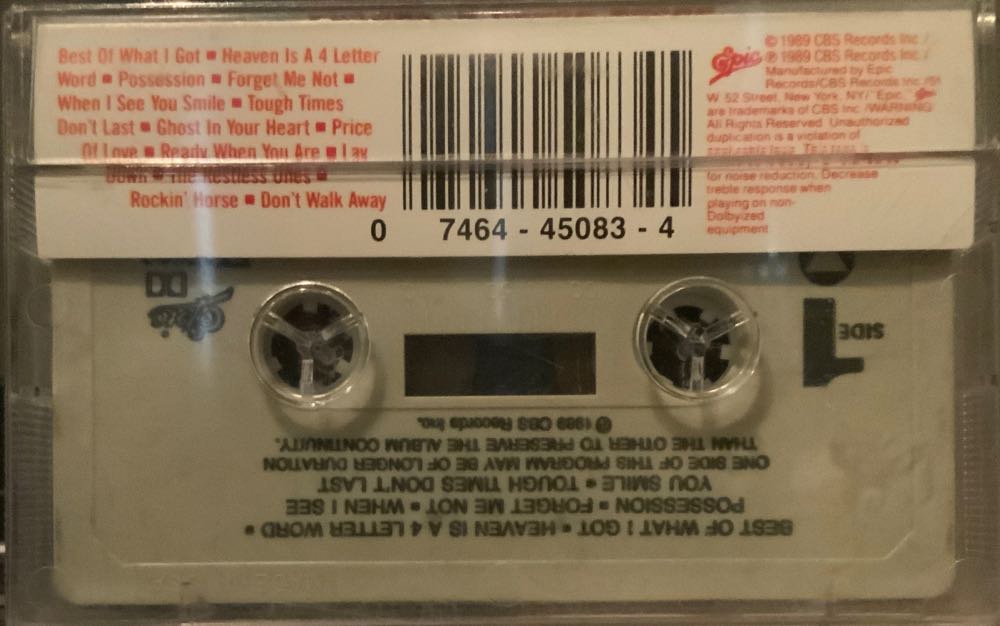 Best Of What I Got ■ Heaven Is A 4 Letter
Word ■ Possession ■ Forget Me Not ■
When I See You Smile ■ Tough Times
Don't Last ■ Ghost In Your Heart ■ Price
Of Love ■ Ready When You Are ■ Lay
Down ■ The Restless Ones ■
Rockin' Horse ■ Don't Walk Away
0 7464 - 45083 - 4
Epic
© 1989 CBS Records Inc./
℗ 1989 CBS Records Inc./
Manufactured by Epic
Records/CBS Records Inc./51
W. 52 Street, New York, NY/"Epic,"
are trademarks of CBS Inc./WARNING:
All Rights Reserved. Unauthorized
duplication is a violation of
for noise reduction. Decrease
treble response when
playing on non-
Dolbyized
equipment
SIDE
1
Epic
BEST OF WHAT I GOT • HEAVEN IS A 4 LETTER WORD •
POSSESSION • FORGET ME NOT • WHEN I SEE
YOU SMILE • TOUGH TIMES DON'T LAST
ONE SIDE OF THIS PROGRAM MAY BE OF LONGER DURATION
THAN THE OTHER TO PRESERVE THE ALBUM CONTINUITY.
℗ 1989 CBS Records Inc.